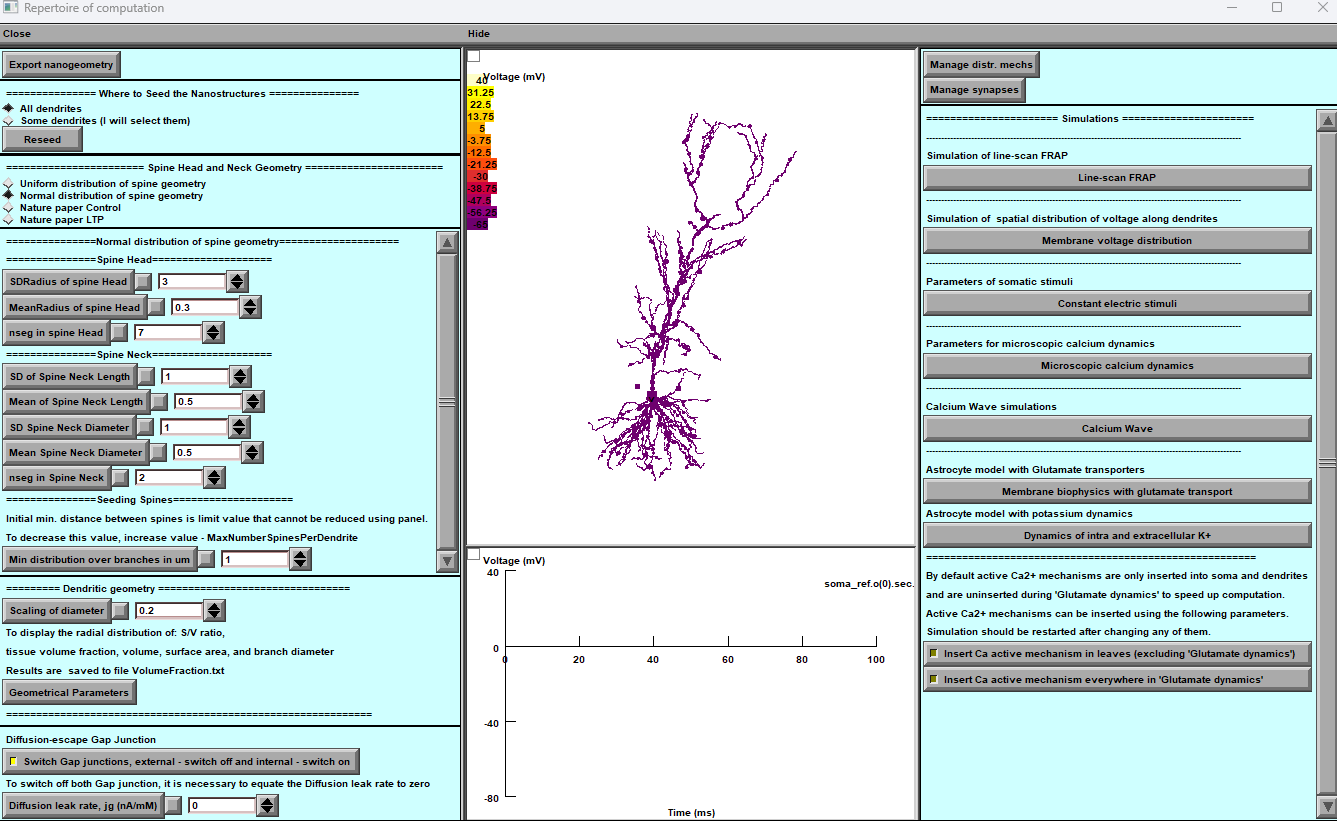 Repertoire of computation
Close
Hide
Export nanogeometry
=============== Where to Seed the Nanostructures ===============
All dendrites
Some dendrites (I will select them)
Reseed
======================= Spine Head and Neck Geometry =======================
Uniform distribution of spine geometry
Normal distribution of spine geometry
Nature paper Control
Nature paper LTP
===============Normal distribution of spine geometry====================
===============Spine Head====================
SDRadius of spine Head 3
MeanRadius of spine Head 0.3
nseg in spine Head 7
===============Spine Neck====================
SD of Spine Neck Length 1
Mean of Spine Neck Length 0.5
SD Spine Neck Diameter 1
Mean Spine Neck Diameter 0.5
nseg in Spine Neck 2
===============Seeding Spines====================
Initial min. distance between spines is limit value that cannot be reduced using panel.
To decrease this value, increase value - MaxNumberSpinesPerDendrite
Min distribution over branches in um 1
========= Dendritic geometry ================================
Scaling of diameter 0.2
To display the radial distribution of: S/V ratio,
tissue volume fraction, volume, surface area, and branch diameter
Results are  saved to file VolumeFraction.txt
Geometrical Parameters
=============================================================
Diffusion-escape Gap Junction
Switch Gap junctions, external - switch off and internal - switch on
To switch off both Gap junction, it is necessary to equate the Diffusion leak rate to zero
Diffusion leak rate, jg (nA/mM) 0
Voltage (mV)
40
31.25
22.5
13.75
5
-3.75
-12.5
-21.25
-30
-38.75
-47.5
-56.25
-65
Voltage (mV)
40
soma_ref.o(0).sec.
0
0 20 40 60 80 100
-40
-80
Time (ms)
Manage distr. mechs
Manage synapses
====================== Simulations ======================
Simulation of line-scan FRAP
Line-scan FRAP
Simulation of  spatial distribution of voltage along dendrites
Membrane voltage distribution
Parameters of somatic stimuli
Constant electric stimuli
Parameters for microscopic calcium dynamics
Microscopic calcium dynamics
Calcium Wave simulations
Calcium Wave
Astrocyte model with Glutamate transporters
Membrane biophysics with glutamate transport
Astrocyte model with potassium dynamics
Dynamics of intra and extracellular K+
=======================================================
By default active Ca2+ mechanisms are only inserted into soma and dendrites
and are uninserted during 'Glutamate dynamics' to speed up computation.
Active Ca2+ mechanisms can be inserted using the following parameters.
Simulation should be restarted after changing any of them.
Insert Ca active mechanism in leaves (excluding 'Glutamate dynamics')
Insert Ca active mechanism everywhere in 'Glutamate dynamics'